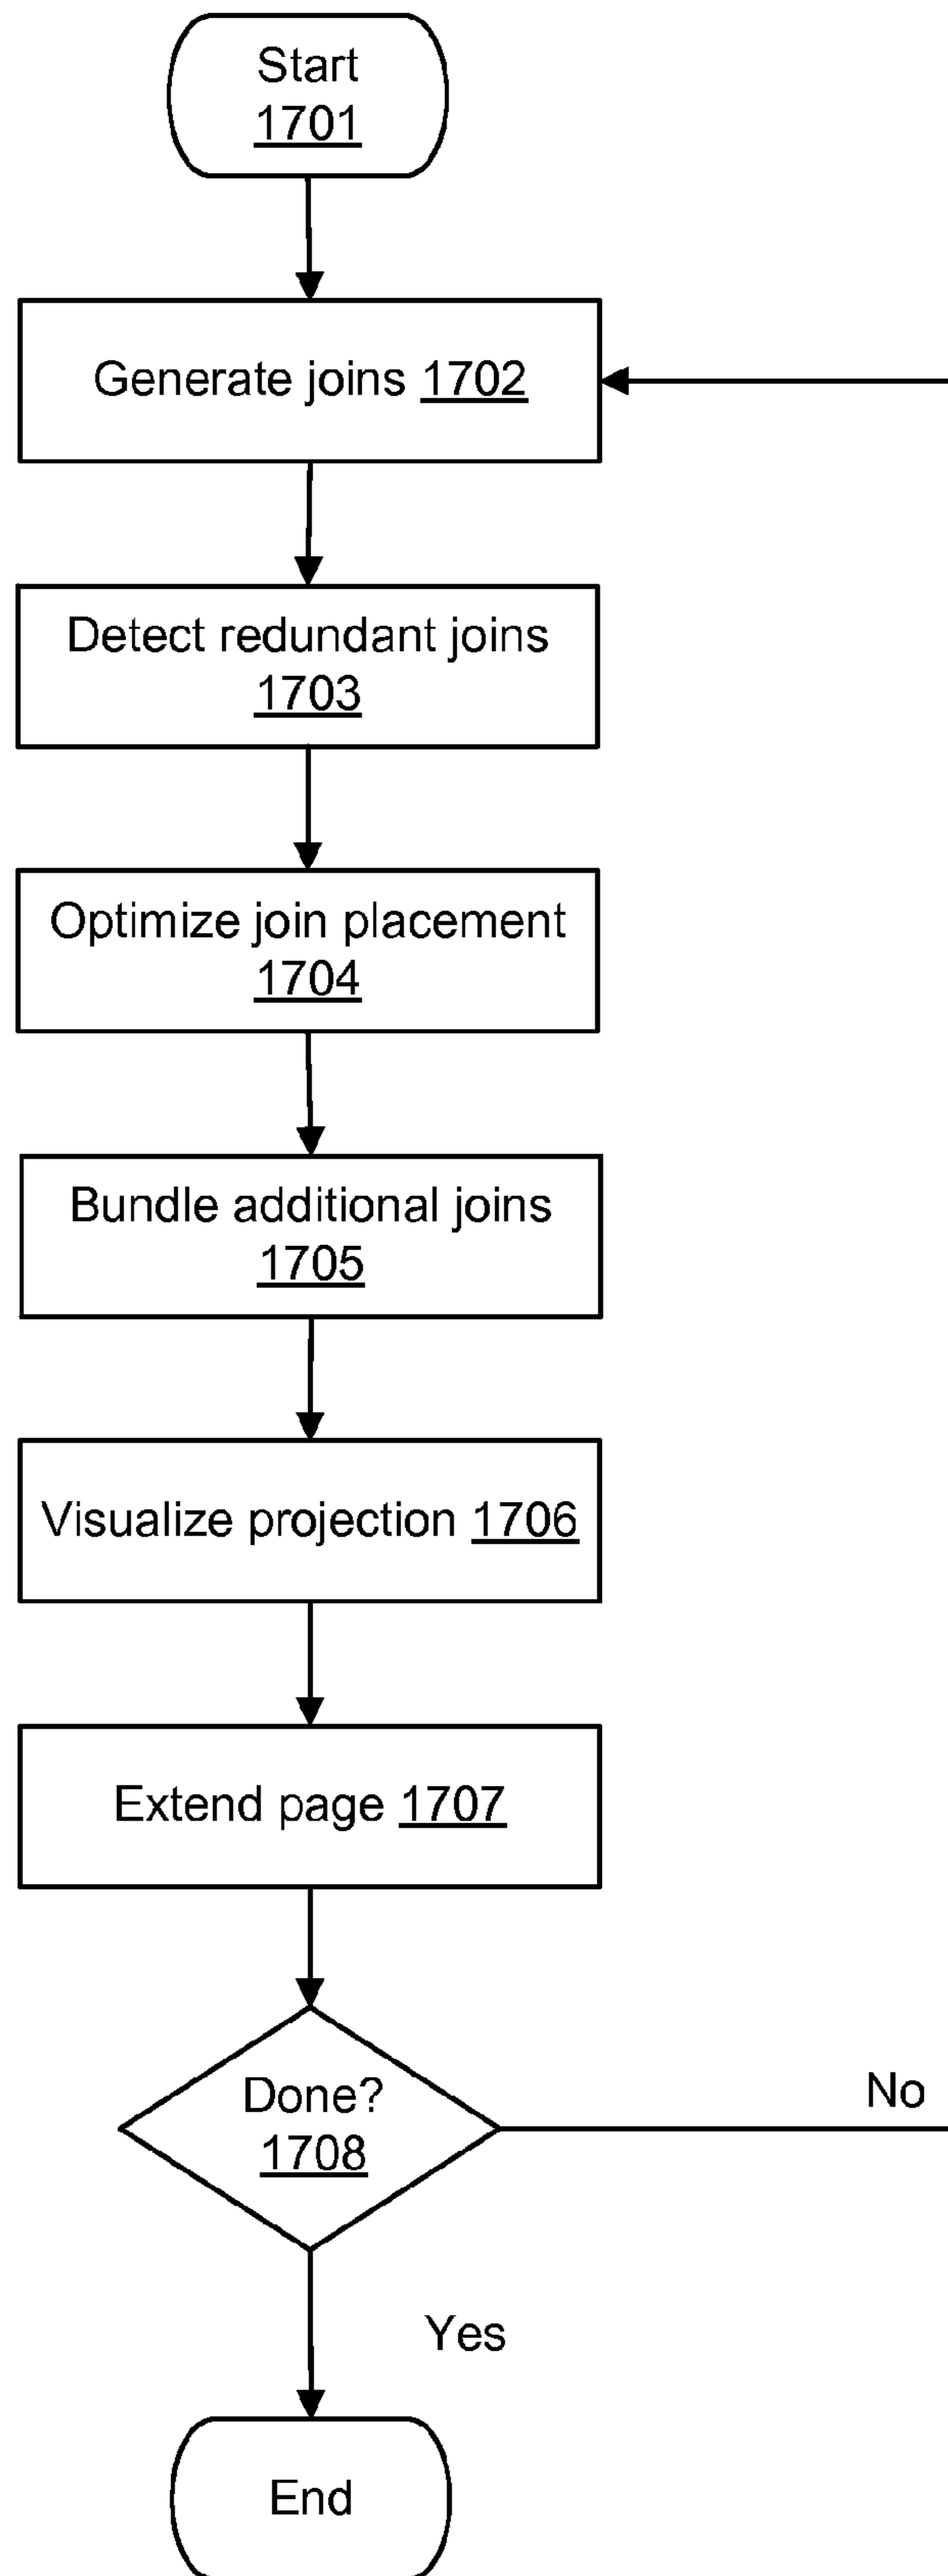 Start
1701
Generate joins 1702
Detect redundant joins
1703
Optimize join placement
1704
Bundle additional joins
1705
Visualize projection 1706
Extend page 1707
Done?
1708
No
Yes
End